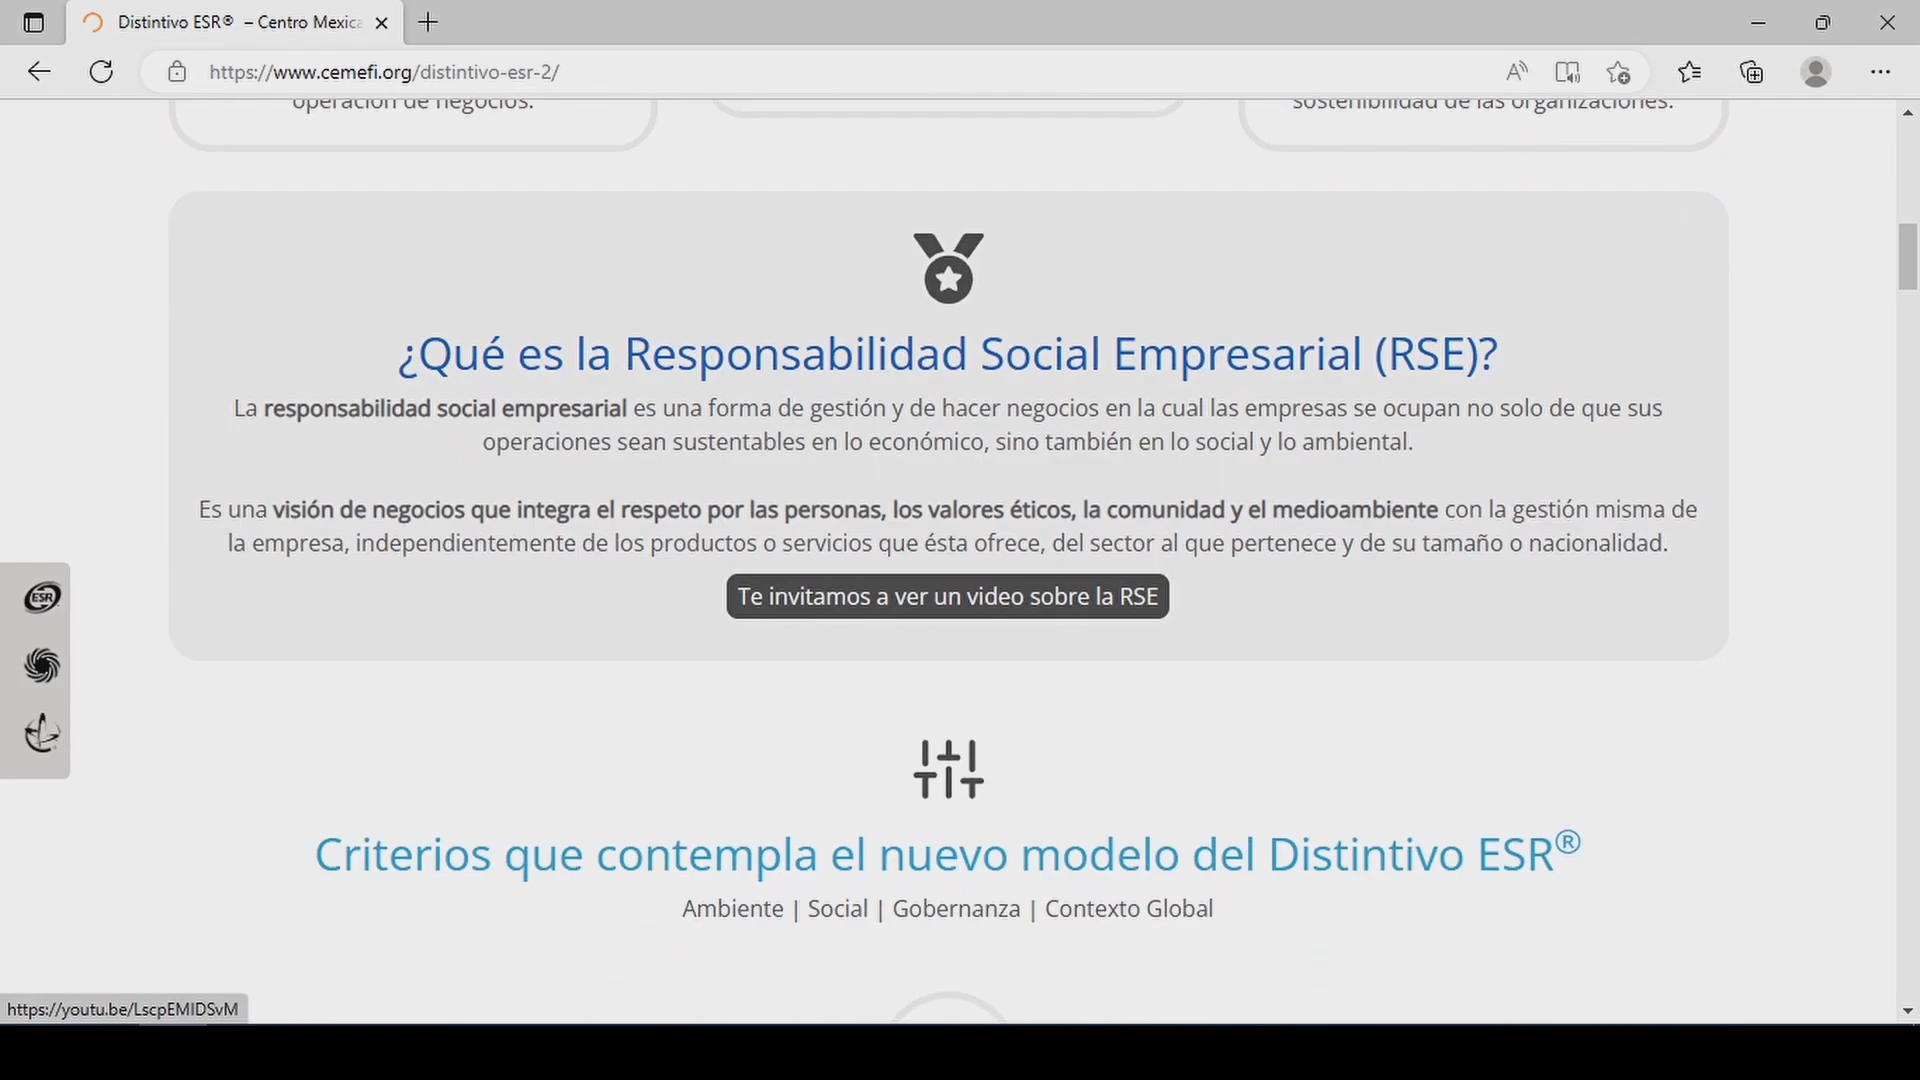 Distintivo ESR® – Centro Mexica
https://www.cemefi.org/distintivo-esr-2/
operación de negocios.
sostenibilidad de las organizaciones.
¿Qué es la Responsabilidad Social Empresarial (RSE)?
La responsabilidad social empresarial es una forma de gestión y de hacer negocios en la cual las empresas se ocupan no solo de que sus
operaciones sean sustentables en lo económico, sino también en lo social y lo ambiental.
Es una visión de negocios que integra el respeto por las personas, los valores éticos, la comunidad y el medioambiente con la gestión misma de
la empresa, independientemente de los productos o servicios que ésta ofrece, del sector al que pertenece y de su tamaño o nacionalidad.
Te invitamos a ver un video sobre la RSE
ESR
Criterios que contempla el nuevo modelo del Distintivo ESR®
Ambiente | Social | Gobernanza | Contexto Global
https://youtu.be/LscpEMIDSvM